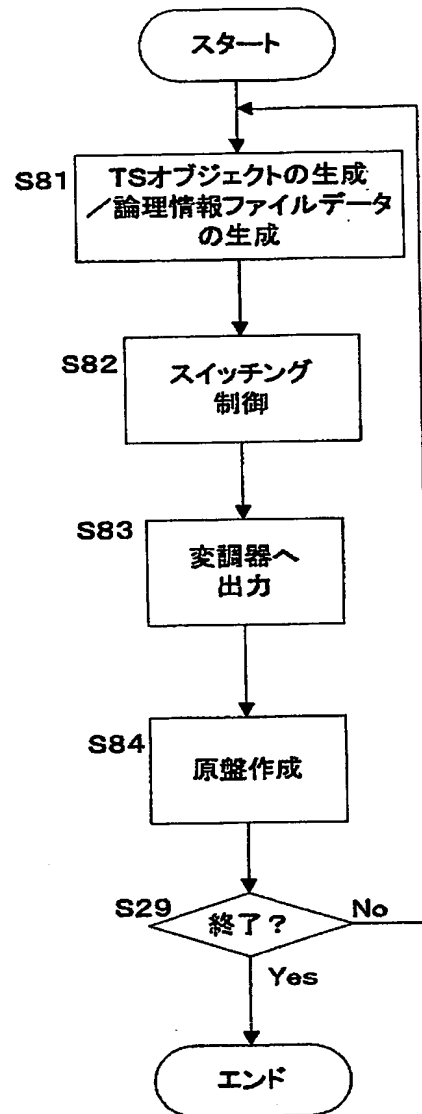 スタート
S81
TSオブジェクトの生成
／論理情報ファイルデータ
の生成
S82
スイッチング
制御
S83
変調器へ
出力
S84
原盤作成
S29
終了？
No
Yes
エンド